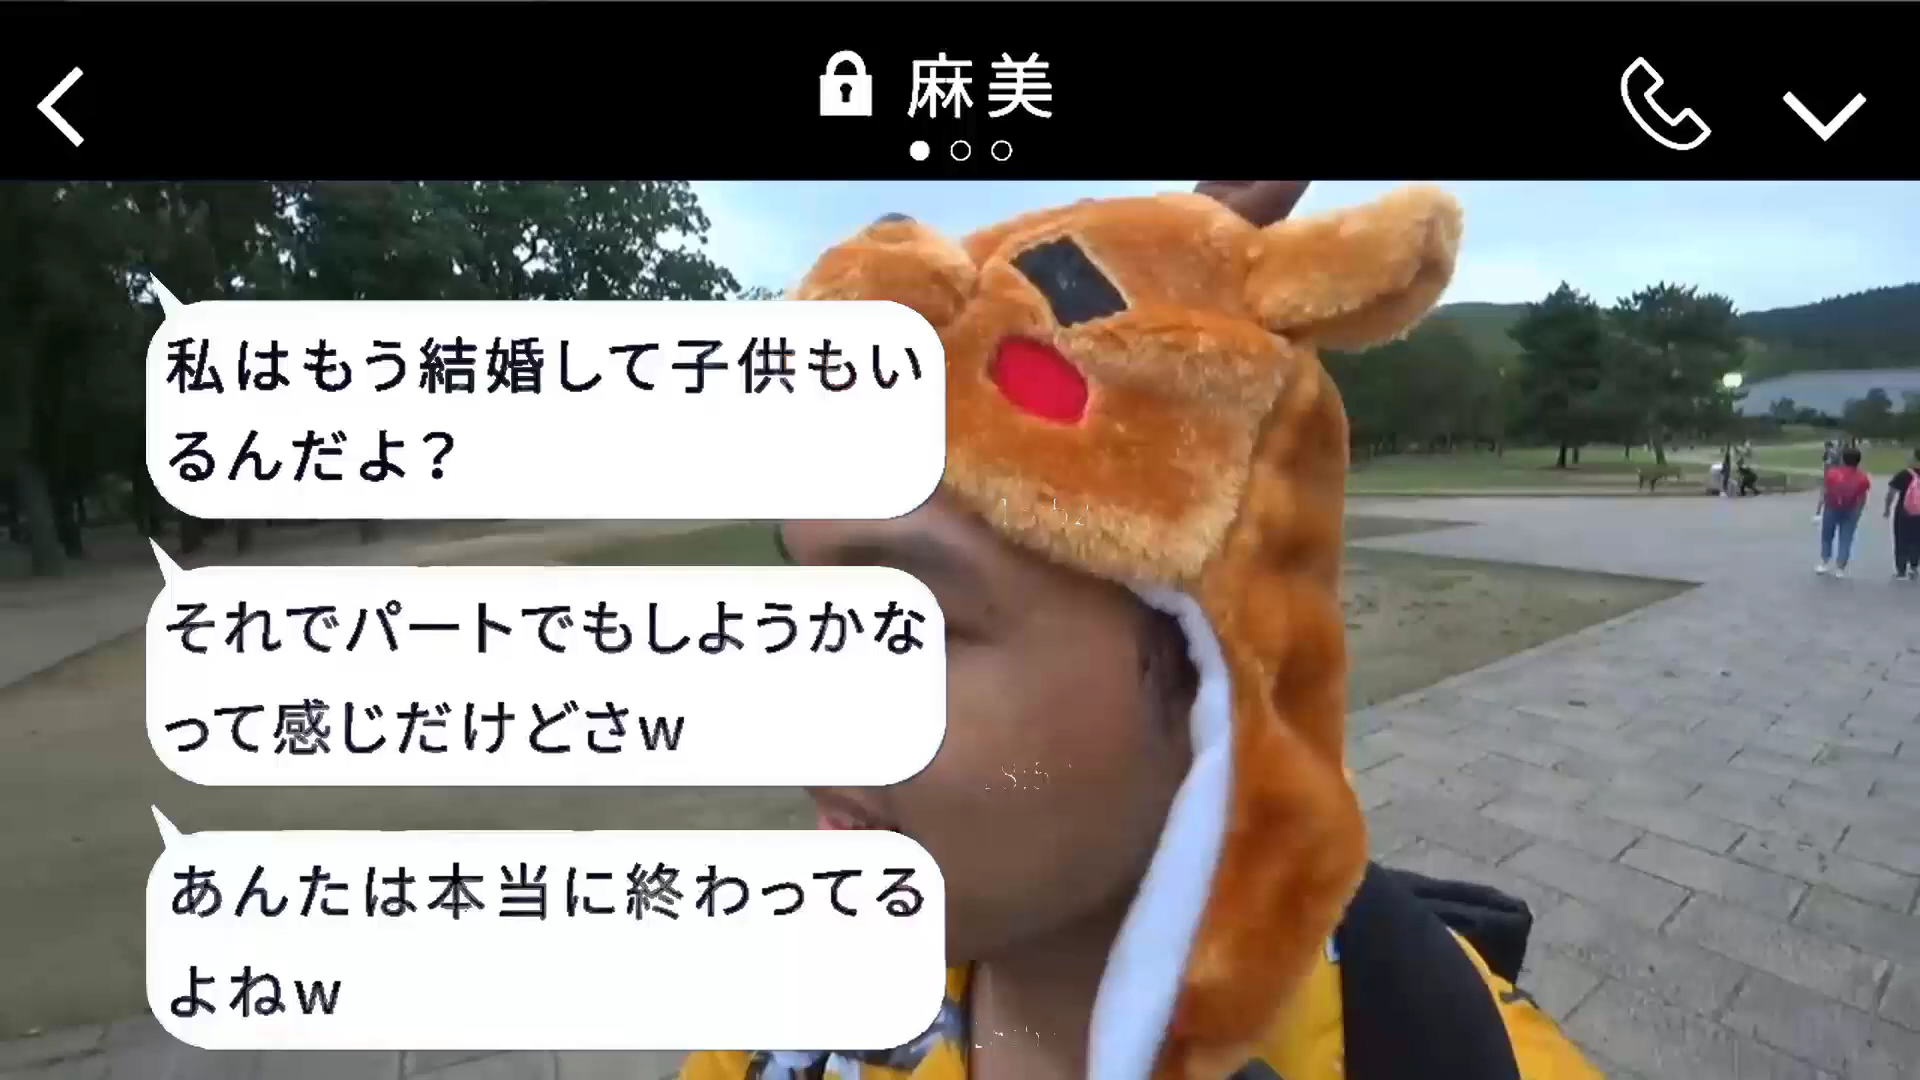 麻美
私はもう結婚して子供もい
るんだよ？
それでパートでもしようかな
って感じだけどさw
あんたは本当に終わってる
よねw